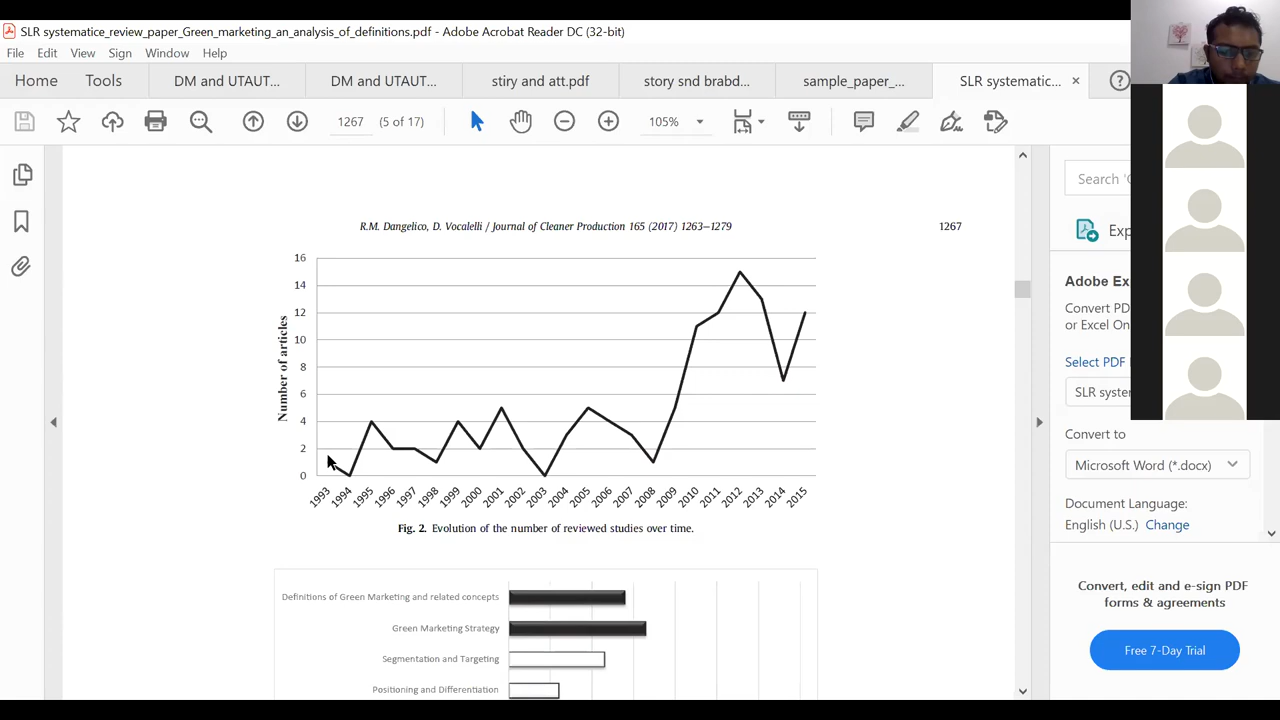 SLR systematice_review_paper_Green_marketing_an_analysis_of_definitions.pdf - Adobe Acrobat Reader DC (32-bit)
File Edit View Sign Window Help
Home Tools DM and UTAUT... DM and UTAUT... stiry and att.pdf story snd brabd... sample_paper_... SLR systematic... × ?
1267 (5 of 17) 105%
Search 'C
R.M. Dangelico, D. Vocalelli / Journal of Cleaner Production 165 (2017) 1263–1279 1267
Exp
Adobe Ex
Convert PD
or Excel On
Select PDF
SLR syste
Convert to
Microsoft Word (*.docx)
Document Language:
English (U.S.) Change
Convert, edit and e-sign PDF
forms & agreements
Free 7-Day Trial
Number of articles
16
14
12
10
8
6
4
2
0
1993 1994 1995 1996 1997 1998 1999 2000 2001 2002 2003 2004 2005 2006 2007 2008 2009 2010 2011 2012 2013 2014 2015
Fig. 2. Evolution of the number of reviewed studies over time.
Definitions of Green Marketing and related concepts
Green Marketing Strategy
Segmentation and Targeting
Positioning and Differentiation